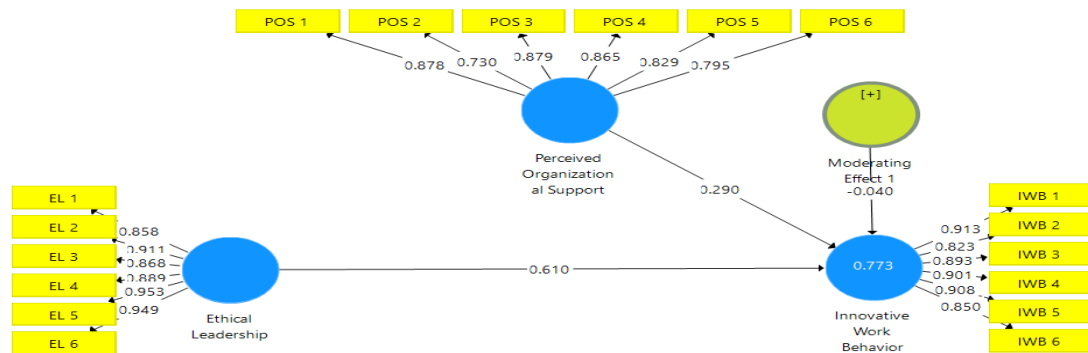 POS 1
POS 2
POS 3
POS 4
POS 5
POS 6
0.878
0.730
0.879
0.865
0.829
0.795
[+]
Perceived
Organization
al Support
Moderating
Effect 1
-0.040
0.290
EL 1
EL 2
EL 3
EL 4
EL 5
EL 6
0.858
0.911
0.868
0.889
0.953
0.949
Ethical
Leadership
0.610
0.773
Innovative
Work
Behavior
0.913
0.823
0.893
0.901
0.908
0.850
IWB 1
IWB 2
IWB 3
IWB 4
IWB 5
IWB 6